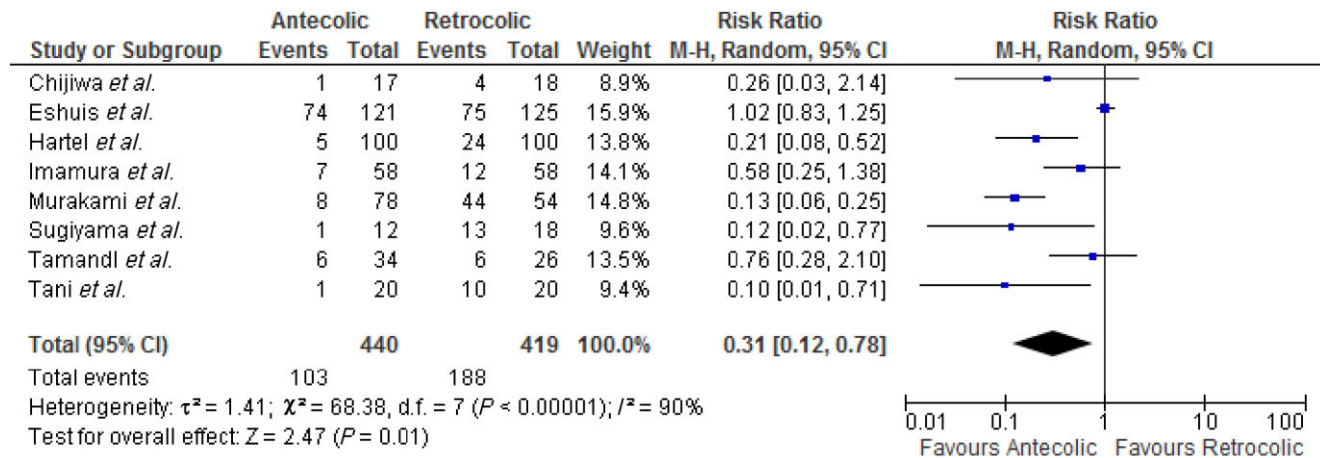 Antecolic Retrocolic Risk Ratio Risk Ratio
Study or Subgroup Events Total Events Total Weight M-H, Random, 95% CI M-H, Random, 95% CI
Chijiwa et al. 1 17 4 18 8.9% 0.26 [0.03, 2.14]
Eshuis et al. 74 121 75 125 15.9% 1.02 [0.83, 1.25]
Hartel et al. 5 100 24 100 13.8% 0.21 [0.08, 0.52]
Imamura et al. 7 58 12 58 14.1% 0.58 [0.25, 1.38]
Murakami et al. 8 78 44 54 14.8% 0.13 [0.06, 0.25]
Sugiyama et al. 1 12 13 18 9.6% 0.12 [0.02, 0.77]
Tamandl et al. 6 34 6 26 13.5% 0.76 [0.28, 2.10]
Tani et al. 1 20 10 20 9.4% 0.10 [0.01, 0.71]
Total (95% CI) 440 419 100.0% 0.31 [0.12, 0.78]
Total events 103 188
Heterogeneity: τ² = 1.41; χ² = 68.38, d.f. = 7 (P < 0.00001); I² = 90%
Test for overall effect: Z = 2.47 (P = 0.01)
0.01 0.1 1 10 100
Favours Antecolic Favours Retrocolic